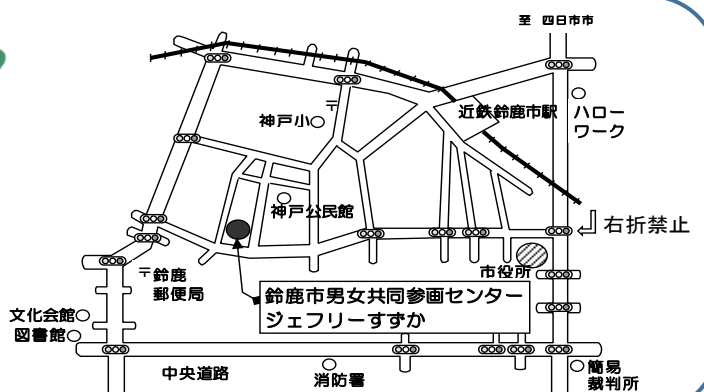 至 四日市市
〒
神戸小
近鉄鈴鹿市駅
ハロー
ワーク
神戸公民館
右折禁止
〒鈴鹿
郵便局
市役所
鈴鹿市男女共同参画センター
ジェフリーすずか
文化会館
図書館
中央道路
消防署
簡易
裁判所